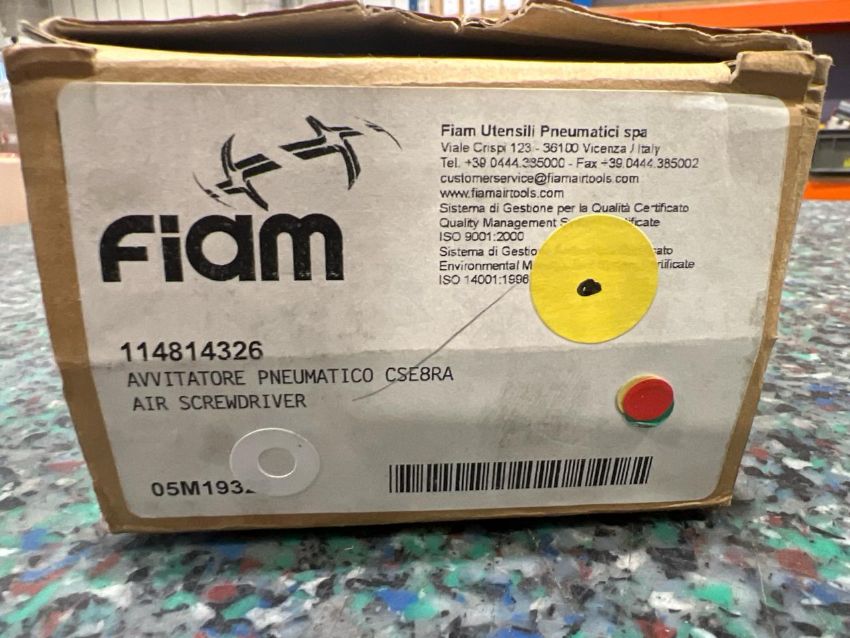 Fiam
Fiam Utensili Pneumatici spa
Viale Crispi 123 - 36100 Vicenza / Italy
Tel. +39 0444.385000 - Fax +39 0444.385002
customerservice@fiamairtools.com
www.fiamairtools.com
Sistema di Gestione per la Qualità Certificato
Quality Management
ISO 9001:2000
Sistema di
Environmental
ISO 14001:1996
114814326
AVVITATORE PNEUMATICO CSE8RA
AIR SCREWDRIVER